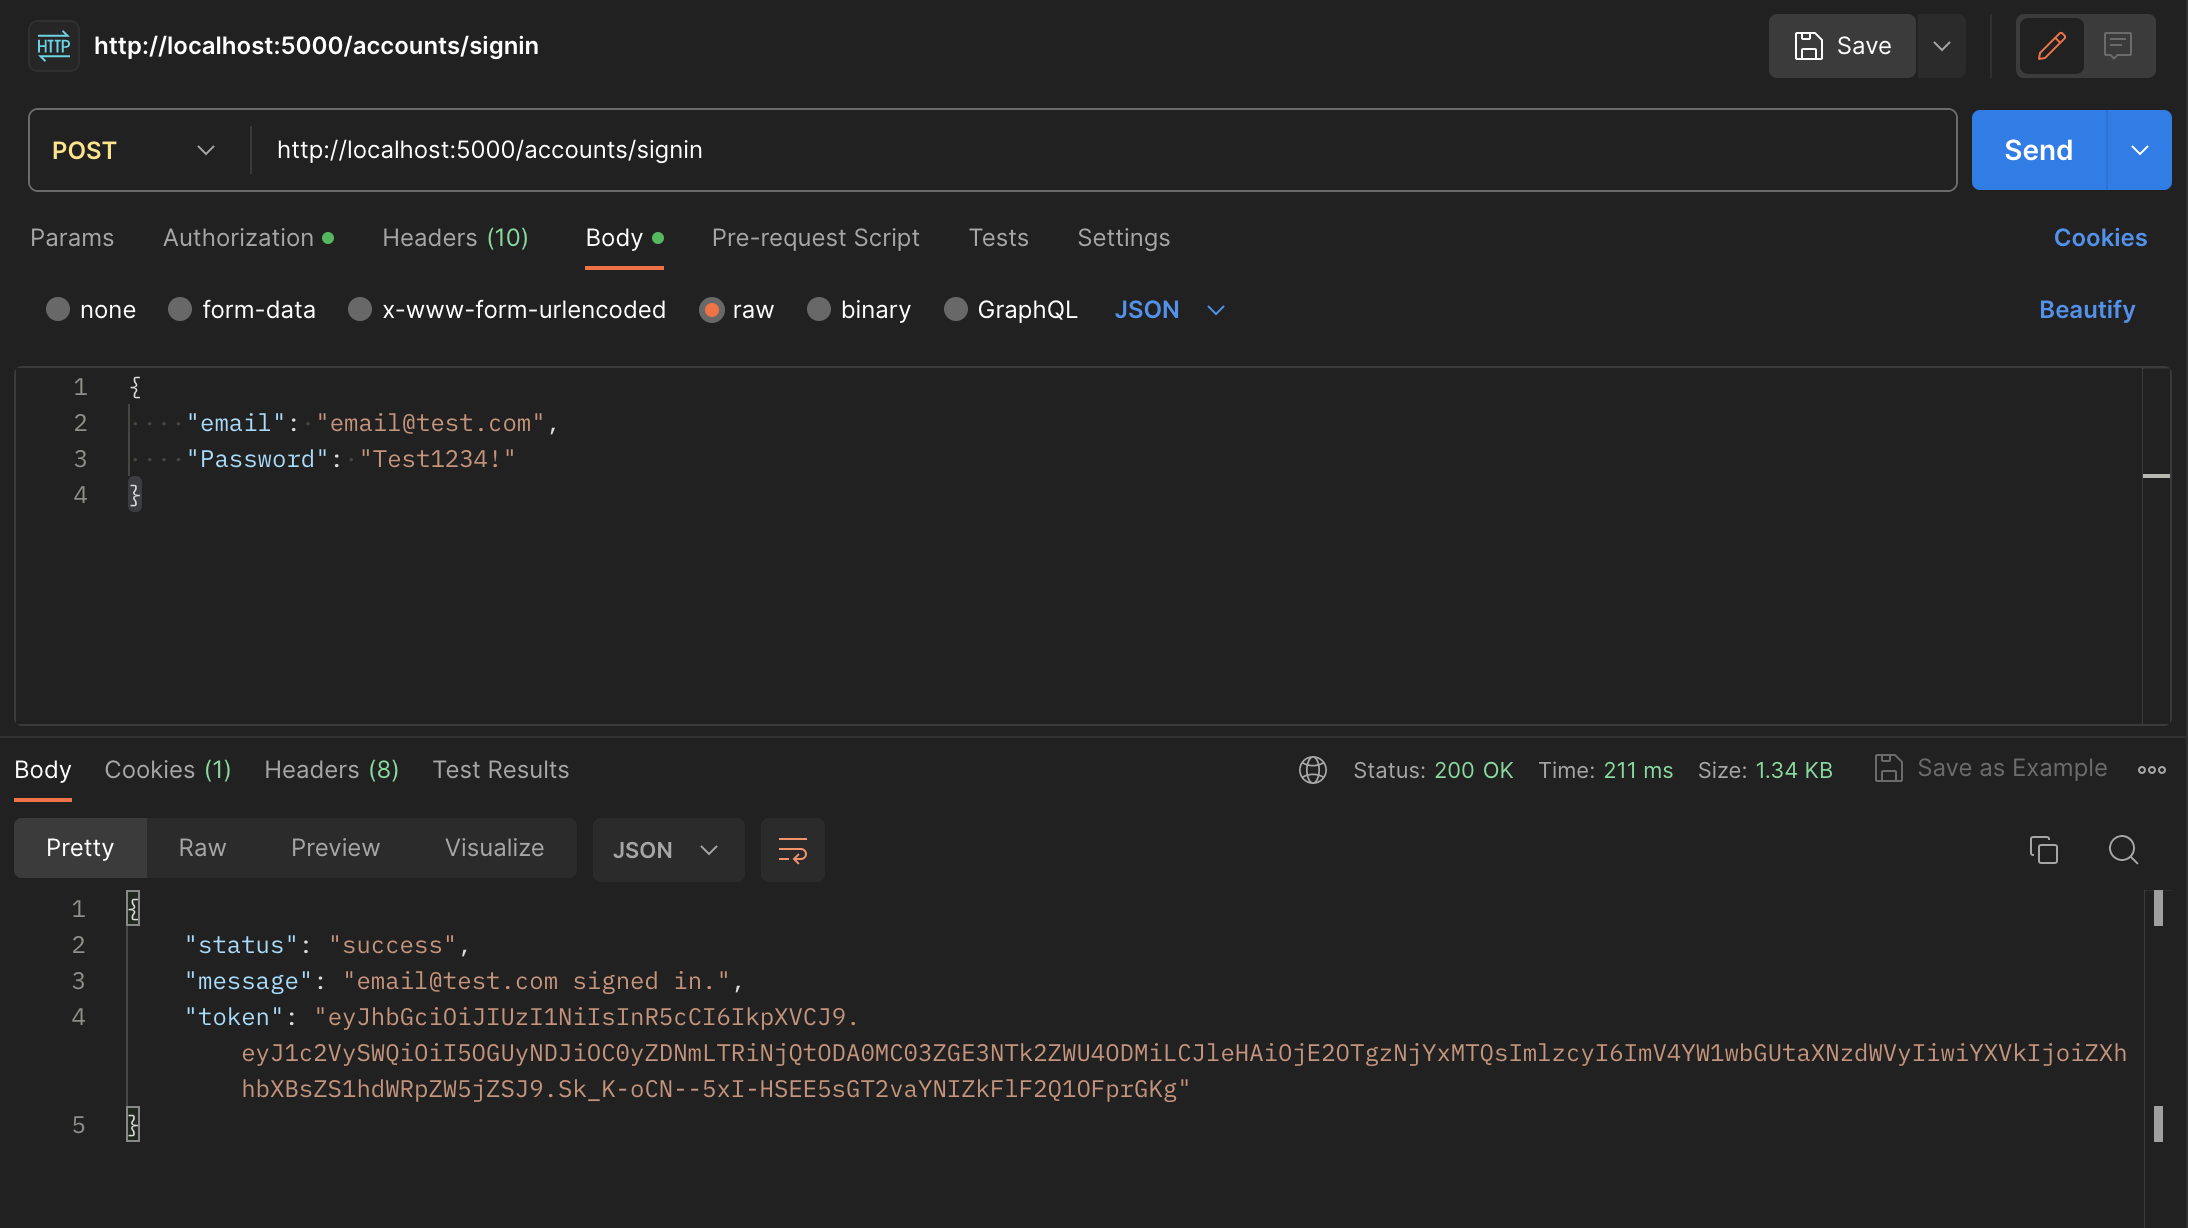 HTTP http://localhost:5000/accounts/signin Save
POST http://localhost:5000/accounts/signin Send
Params Authorization Headers (10) Body Pre-request Script Tests Settings Cookies
none form-data x-www-form-urlencoded raw binary GraphQL JSON Beautify
1 {
2 "email": "email@test.com",
3 "Password": "Test1234!"
4 }
Body Cookies (1) Headers (8) Test Results Status: 200 OK Time: 211 ms Size: 1.34 KB Save as Example
Pretty Raw Preview Visualize JSON
1 {
2 "status": "success",
3 "message": "email@test.com signed in.",
4 "token": "eyJhbGciOiJIUzI1NiIsInR5cCI6IkpXVCJ9.
eyJ1c2VySWQiOiI5OGUyNDJiOC0yZDNmLTRiNjQtODA0MC03ZGE3NTk2ZWU4ODMiLCJleHAiOjE2OTgzNjYxMTQsImlzcyI6ImV4YW1wbGUtaXNzdWVyIiwiYXVkIjoiZXh
hbXBsZS1hdWRpZW5jZSJ9.Sk_K-oCN--5xI-HSEE5sGT2vaYNIZkFlF2Q1OFprGKg"
5 }